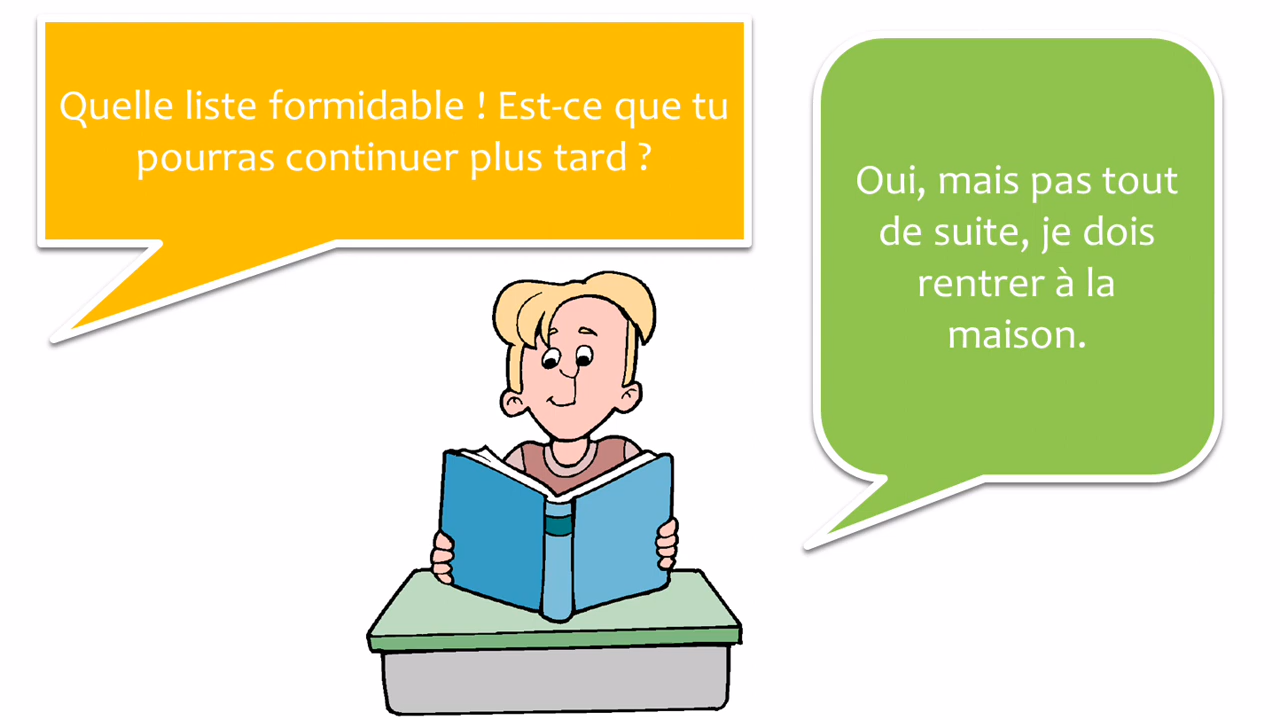 Quelle liste formidable ! Est-ce que tu
pourras continuer plus tard ?
Oui, mais pas tout
de suite, je dois
rentrer à la
maison.